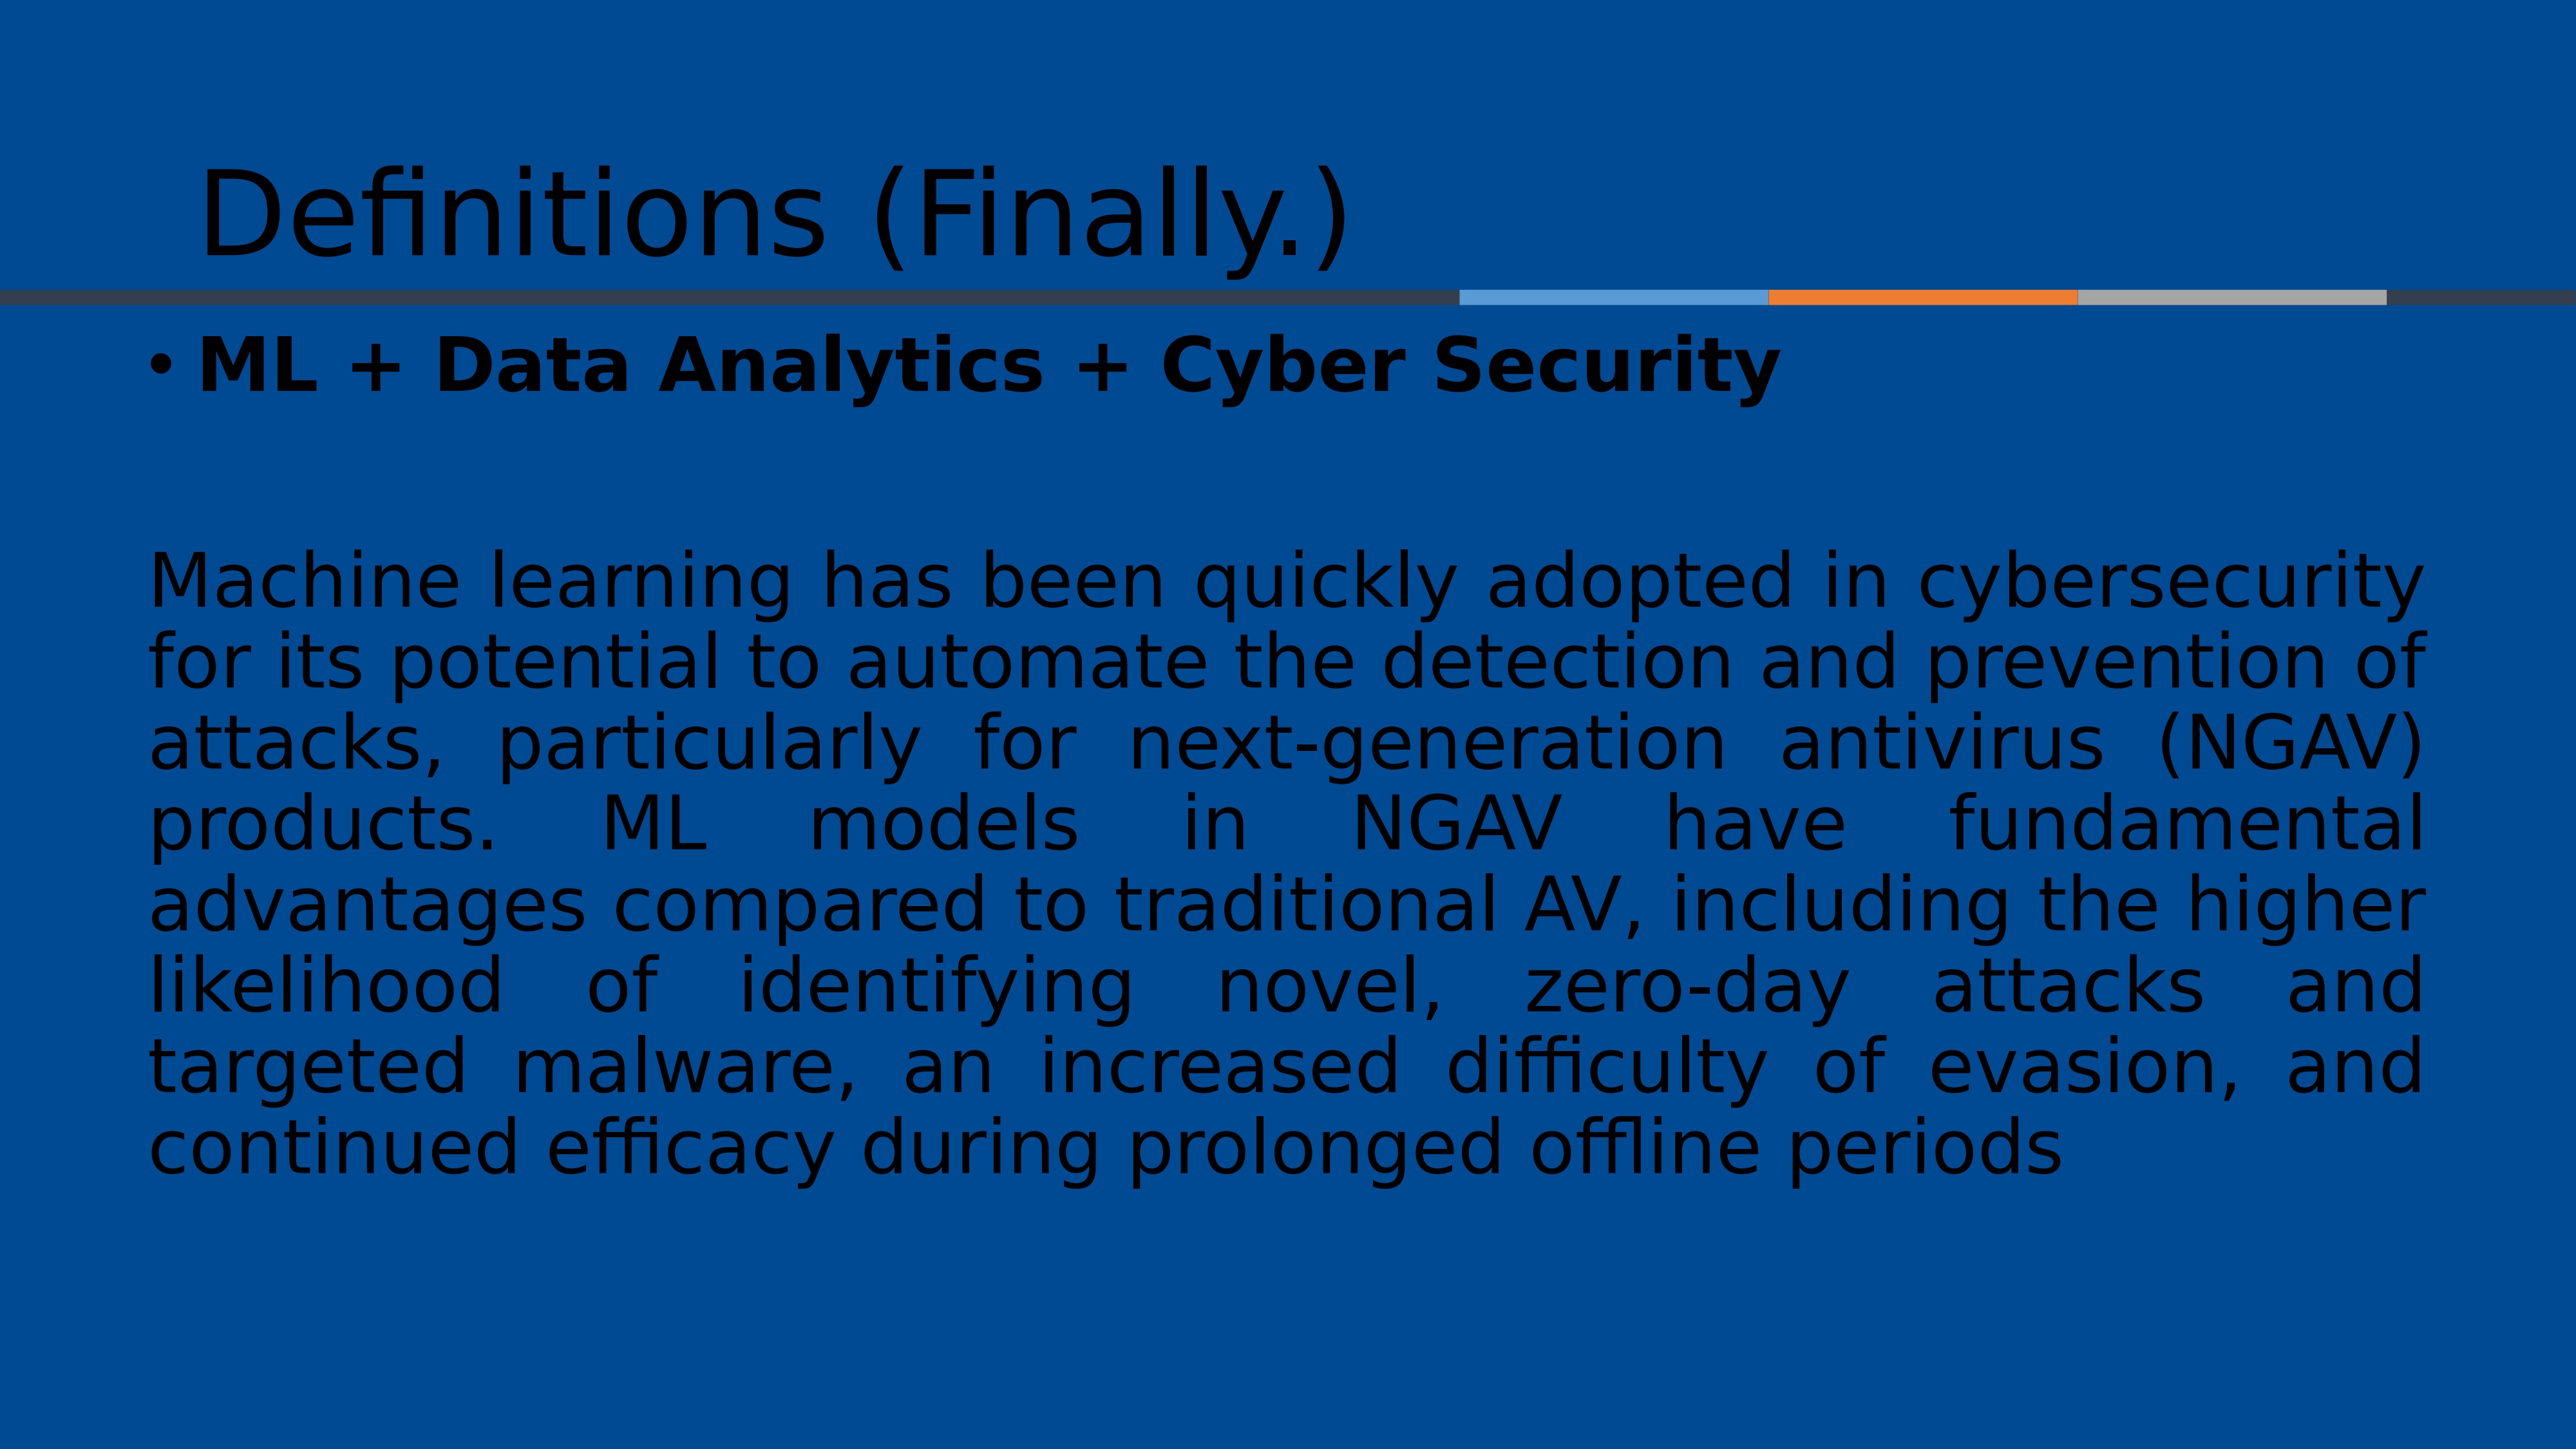 Definitions (Finally.)
• ML + Data Analytics + Cyber Security
Machine learning has been quickly adopted in cybersecurity
for its potential to automate the detection and prevention of
attacks, particularly for next-generation antivirus (NGAV)
products. ML models in NGAV have fundamental
advantages compared to traditional AV, including the higher
likelihood of identifying novel, zero-day attacks and
targeted malware, an increased difficulty of evasion, and
continued efficacy during prolonged offline periods